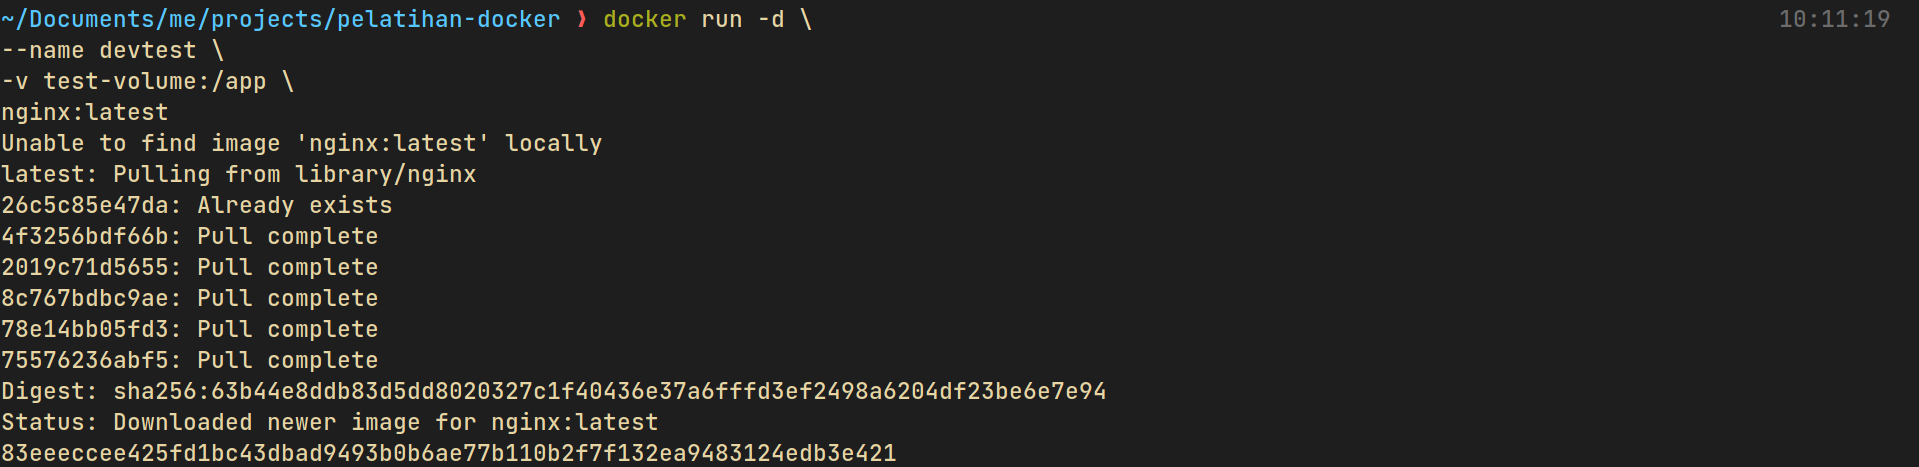 ~/Documents/me/projects/pelatihan-docker ❯ docker run -d \ 10:11:19
--name devtest \
-v test-volume:/app \
nginx:latest
Unable to find image 'nginx:latest' locally
latest: Pulling from library/nginx
26c5c85e47da: Already exists
4f3256bdf66b: Pull complete
2019c71d5655: Pull complete
8c767bdbc9ae: Pull complete
78e14bb05fd3: Pull complete
75576236abf5: Pull complete
Digest: sha256:63b44e8ddb83d5dd8020327c1f40436e37a6fffd3ef2498a6204df23be6e7e94
Status: Downloaded newer image for nginx:latest
83eeeccee425fd1bc43dbad9493b0b6ae77b110b2f7f132ea9483124edb3e421